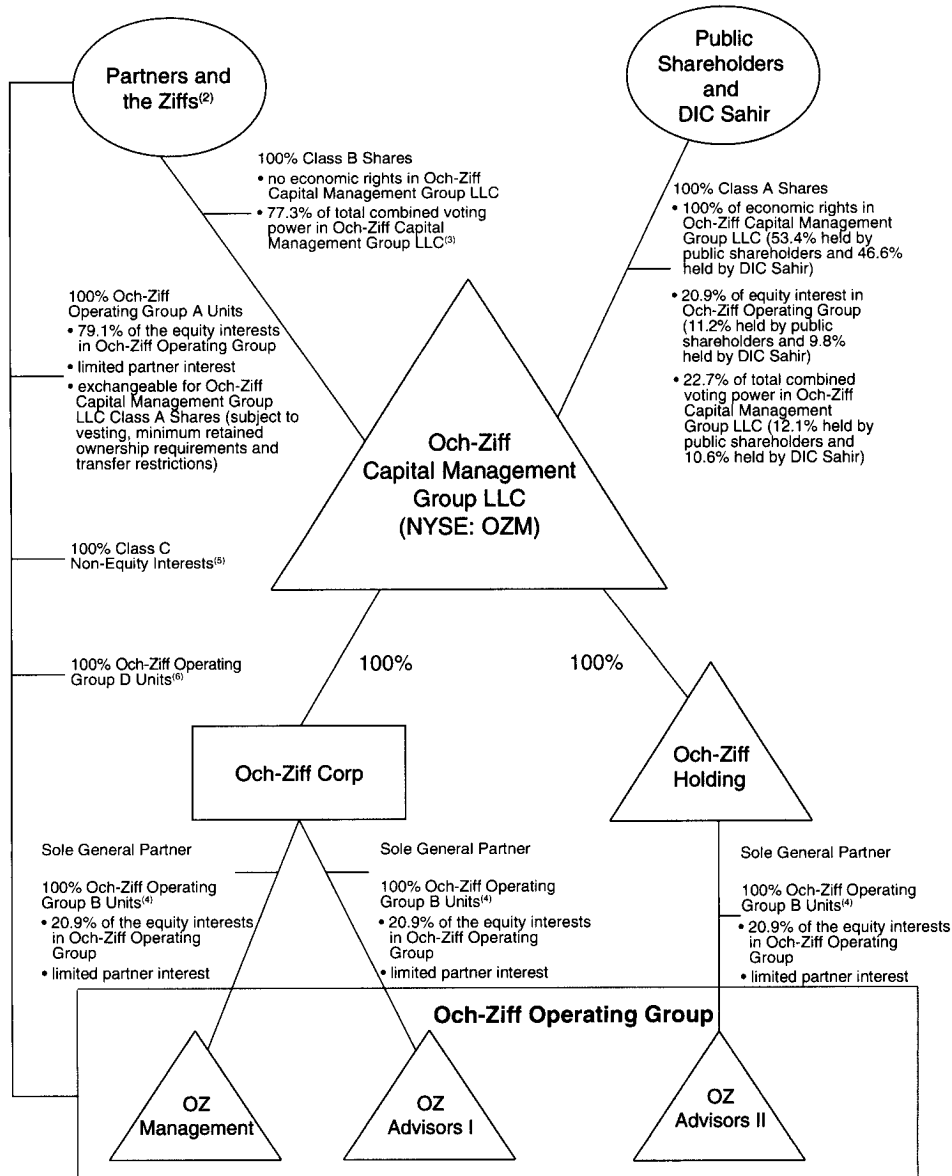 Partners and
the Ziffs(2)
Public
Shareholders
and
DIC Sahir
100% Class B Shares
• no economic rights in Och-Ziff
Capital Management Group LLC
• 77.3% of total combined voting
power in Och-Ziff Capital
Management Group LLC(3)
100% Class A Shares
• 100% of economic rights in
Och-Ziff Capital Management
Group LLC (53.4% held by
public shareholders and 46.6%
held by DIC Sahir)
• 20.9% of equity interest in
Och-Ziff Operating Group
(11.2% held by public
shareholders and 9.8%
held by DIC Sahir)
• 22.7% of total combined
voting power in Och-Ziff
Capital Management
Group LLC (12.1% held by
public shareholders and
10.6% held by DIC Sahir)
100% Och-Ziff
Operating Group A Units
• 79.1% of the equity interests
in Och-Ziff Operating Group
• limited partner interest
• exchangeable for Och-Ziff
Capital Management Group
LLC Class A Shares (subject to
vesting, minimum retained
ownership requirements and
transfer restrictions)
Och-Ziff
Capital Management
Group LLC
(NYSE: OZM)
100% Class C
Non-Equity Interests(5)
100% Och-Ziff Operating
Group D Units(6)
100%
100%
Och-Ziff Corp
Och-Ziff
Holding
Sole General Partner
100% Och-Ziff Operating
Group B Units(4)
• 20.9% of the equity interests
in Och-Ziff Operating
Group
• limited partner interest
Sole General Partner
100% Och-Ziff Operating
Group B Units(4)
• 20.9% of the equity interests
in Och-Ziff Operating
Group
• limited partner interest
Sole General Partner
100% Och-Ziff Operating
Group B Units(4)
• 20.9% of the equity interests
in Och-Ziff Operating
Group
• limited partner interest
Och-Ziff Operating Group
OZ
Management
OZ
Advisors I
OZ
Advisors II